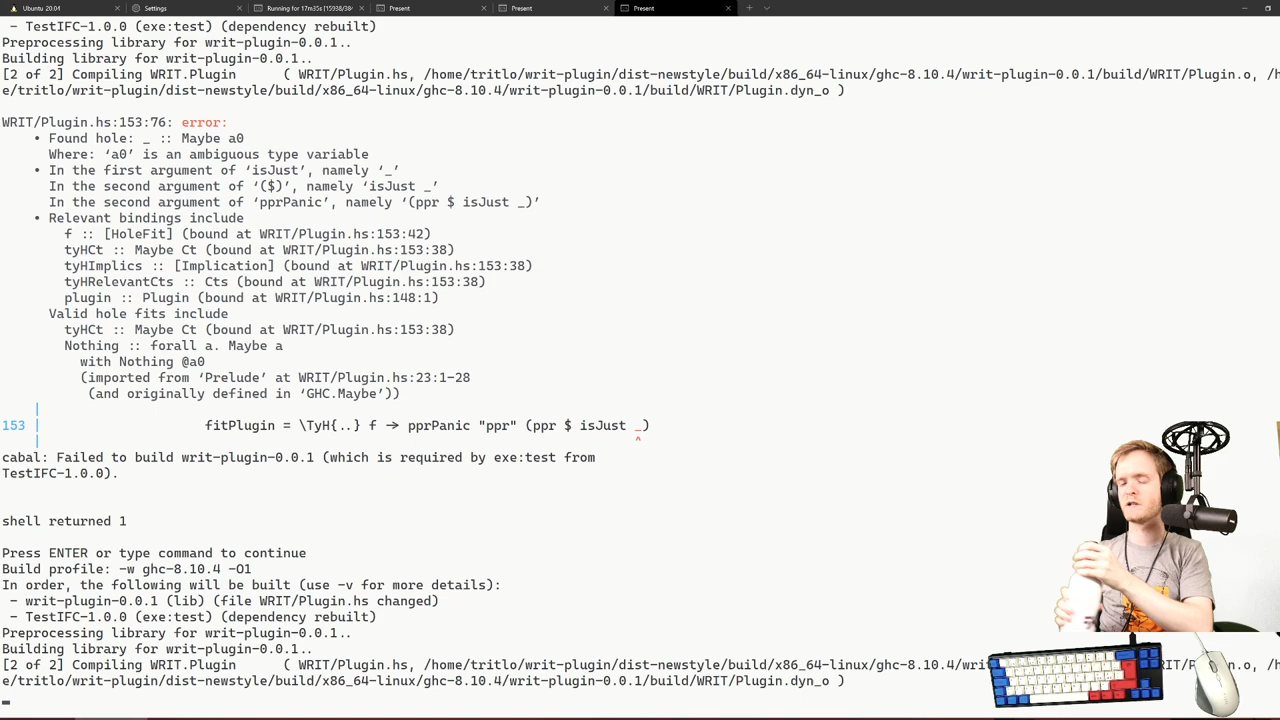 Ubuntu 20.04
Settings
Running for 17m35s [15938/38
Present
Present
Present
- TestIFC-1.0.0 (exe:test) (dependency rebuilt)
Preprocessing library for writ-plugin-0.0.1..
Building library for writ-plugin-0.0.1..
[2 of 2] Compiling WRIT.Plugin      ( WRIT/Plugin.hs, /home/tritlo/writ-plugin/dist-newstyle/build/x86_64-linux/ghc-8.10.4/writ-plugin-0.0.1/build/WRIT/Plugin.o, /h
e/tritlo/writ-plugin/dist-newstyle/build/x86_64-linux/ghc-8.10.4/writ-plugin-0.0.1/build/WRIT/Plugin.dyn_o )
WRIT/Plugin.hs:153:76: error:
• Found hole: _ :: Maybe a0
Where: ‘a0’ is an ambiguous type variable
• In the first argument of ‘isJust’, namely ‘_’
In the second argument of ‘($)’, namely ‘isJust _’
In the second argument of ‘pprPanic’, namely ‘(ppr $ isJust _)’
• Relevant bindings include
f :: [HoleFit] (bound at WRIT/Plugin.hs:153:42)
tyHCt :: Maybe Ct (bound at WRIT/Plugin.hs:153:38)
tyHImplics :: [Implication] (bound at WRIT/Plugin.hs:153:38)
tyHRelevantCts :: Cts (bound at WRIT/Plugin.hs:153:38)
plugin :: Plugin (bound at WRIT/Plugin.hs:148:1)
Valid hole fits include
tyHCt :: Maybe Ct (bound at WRIT/Plugin.hs:153:38)
Nothing :: forall a. Maybe a
with Nothing @a0
(imported from ‘Prelude’ at WRIT/Plugin.hs:23:1-28
(and originally defined in ‘GHC.Maybe’))
|
153 |                     fitPlugin = \TyH{..} f -> pprPanic "ppr" (ppr $ isJust _)
|                                                                            ^
cabal: Failed to build writ-plugin-0.0.1 (which is required by exe:test from
TestIFC-1.0.0).
shell returned 1
Press ENTER or type command to continue
Build profile: -w ghc-8.10.4 -O1
In order, the following will be built (use -v for more details):
- writ-plugin-0.0.1 (lib) (file WRIT/Plugin.hs changed)
- TestIFC-1.0.0 (exe:test) (dependency rebuilt)
Preprocessing library for writ-plugin-0.0.1..
Building library for writ-plugin-0.0.1..
[2 of 2] Compiling WRIT.Plugin      ( WRIT/Plugin.hs, /home/tritlo/writ-plugin/dist-newstyle/build/x86_64-linux/ghc-8.10.4/writ-plugin-0.0.1/build/WRIT/Plugin.o, /h
e/tritlo/writ-plugin/dist-newstyle/build/x86_64-linux/ghc-8.10.4/writ-plugin-0.0.1/build/WRIT/Plugin.dyn_o )